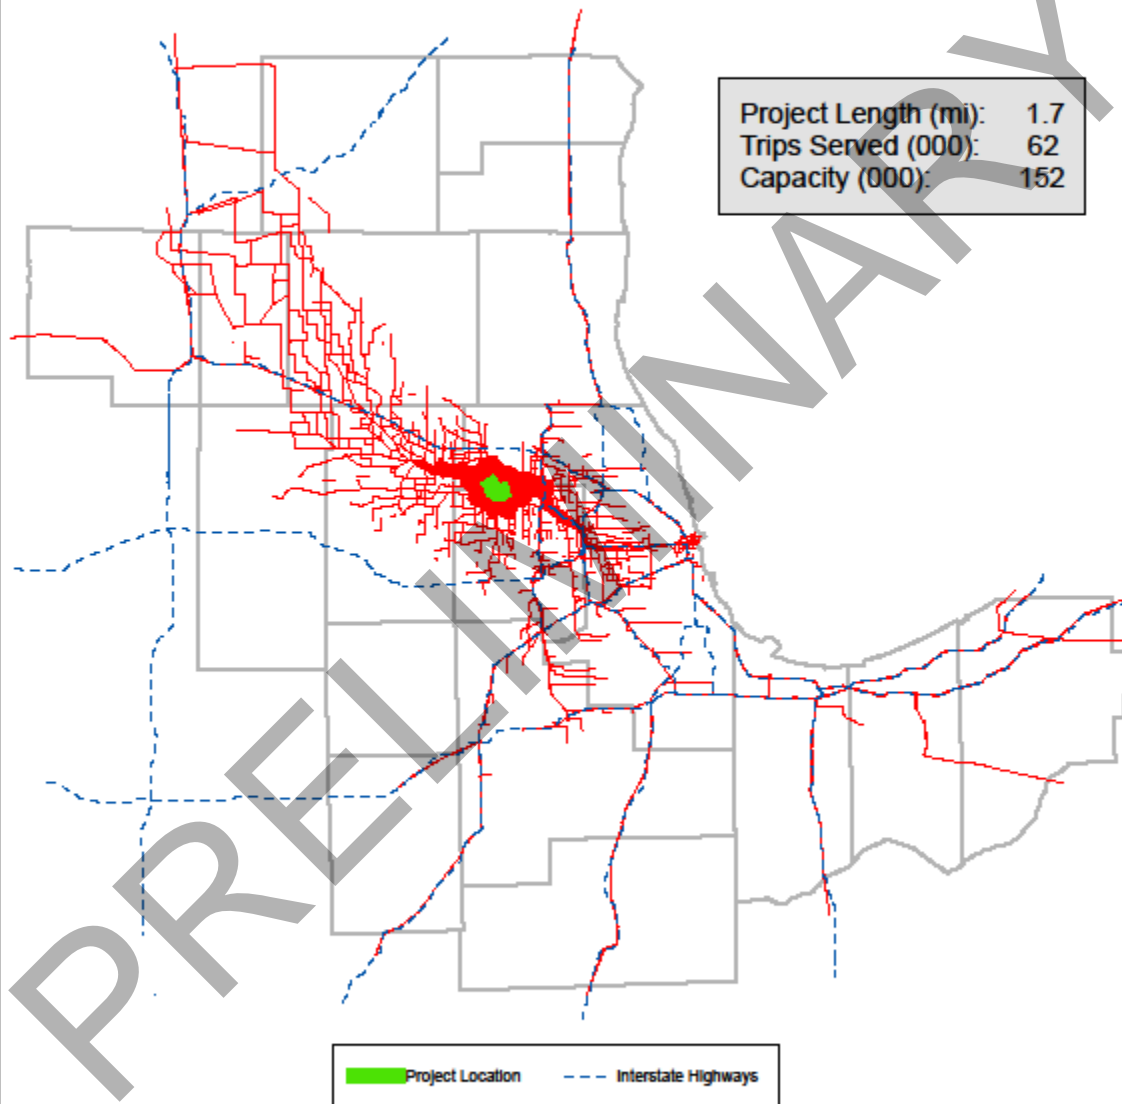 Project Length (mi): 1.7
Trips Served (000): 62
Capacity (000): 152
PRELIMINARY
Project Location
Interstate Highways